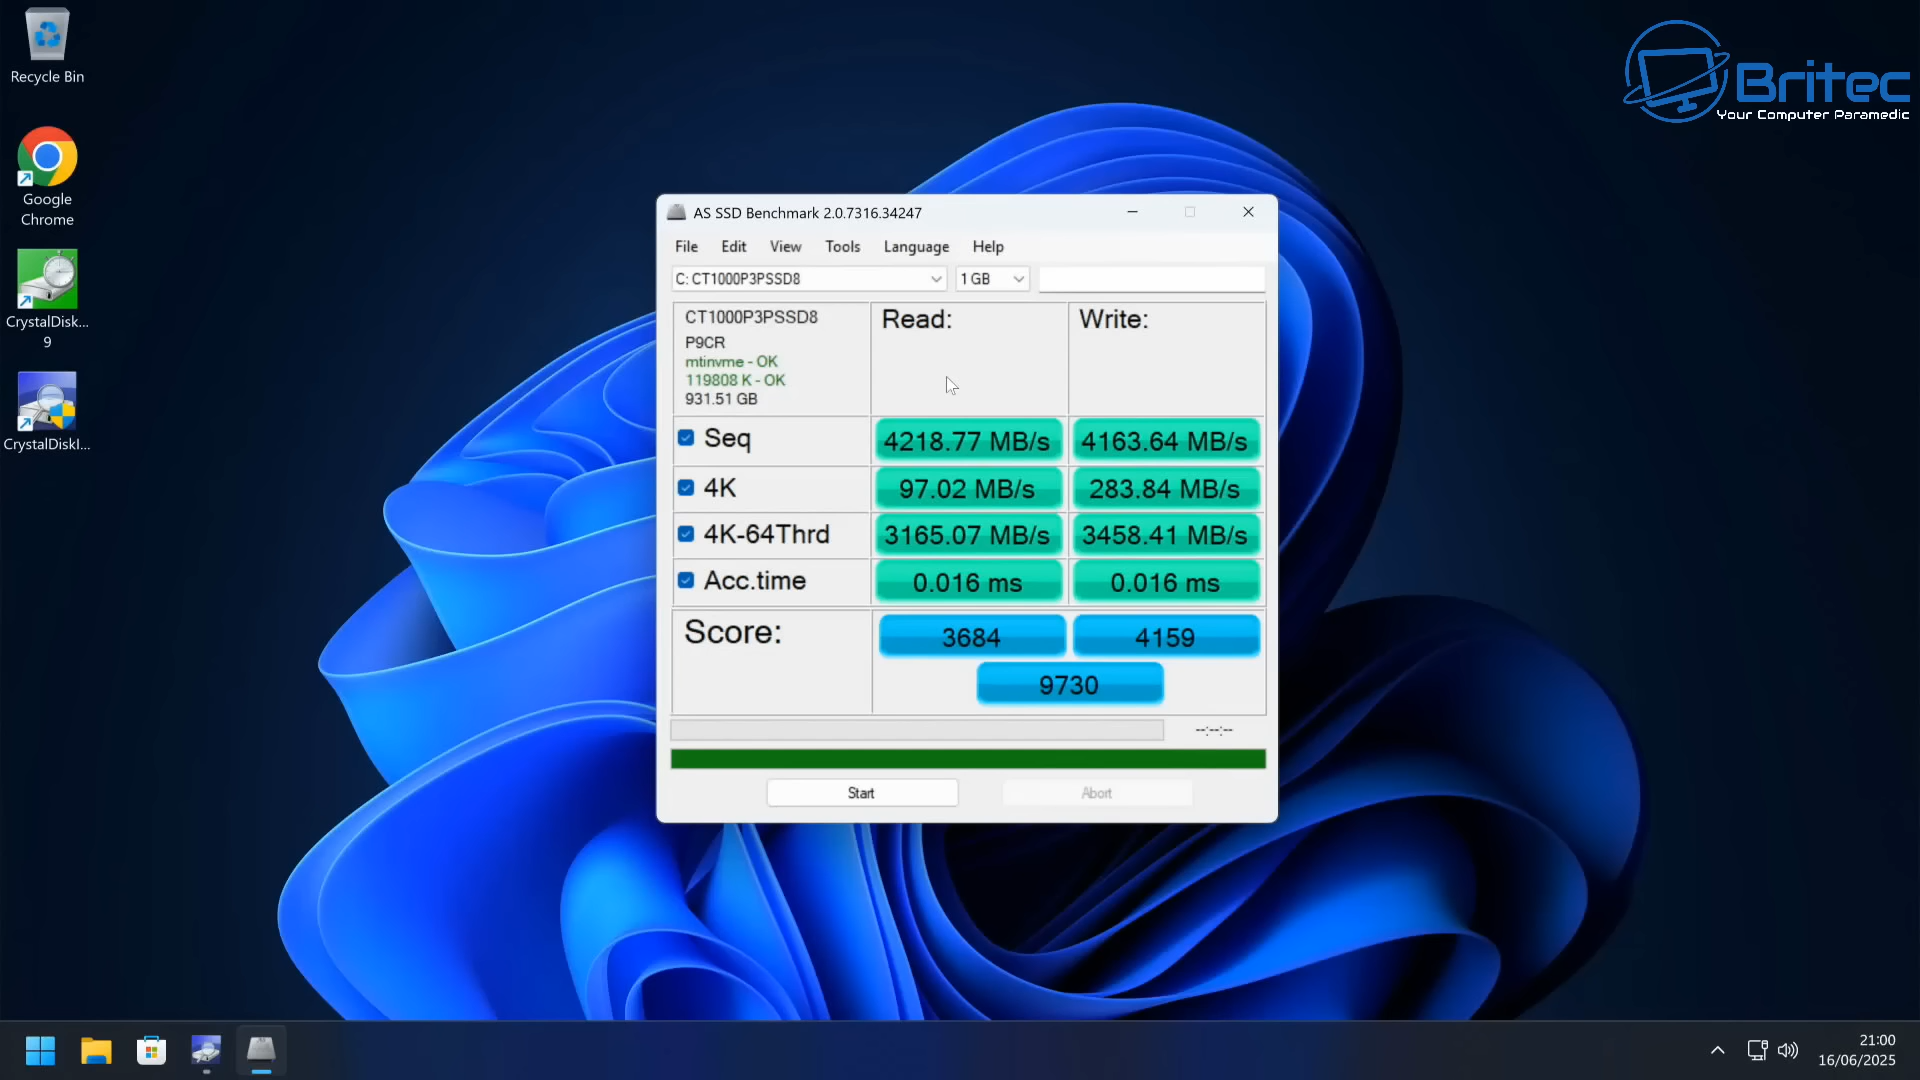 Recycle Bin
Google
Chrome
CrystalDisk...
9
CrystalDiskI...
Britec
Your Computer Paramedic
AS SSD Benchmark 2.0.7316.34247
File Edit View Tools Language Help
C: CT1000P3PSSD8 1 GB
CT1000P3PSSD8
P9CR
mtinvme - OK
119808 K - OK
931.51 GB
Read: Write:
Seq 4218.77 MB/s 4163.64 MB/s
4K 97.02 MB/s 283.84 MB/s
4K-64Thrd 3165.07 MB/s 3458.41 MB/s
Acc.time 0.016 ms 0.016 ms
Score: 3684 4159
9730
--:--:--
Start Abort
21:00
16/06/2025